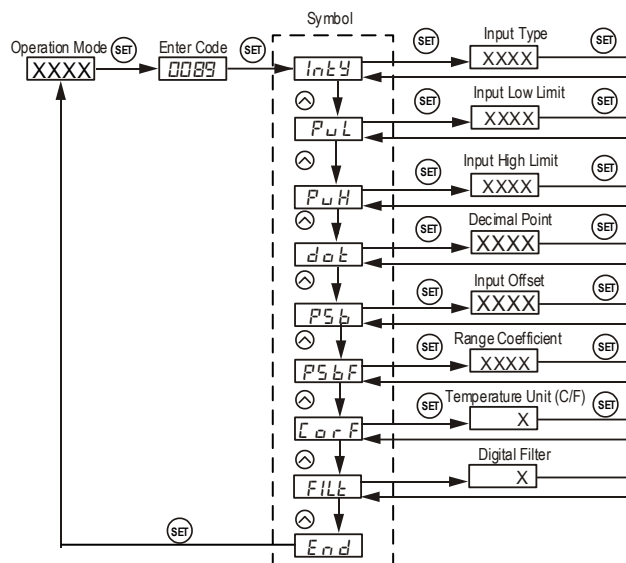 Symbol
Operation Mode SET Enter Code SET
XXXX 0089
IntY SET Input Type SET
XXXX
PuL SET Input Low Limit SET
XXXX
PuH SET Input High Limit SET
XXXX
dot SET Decimal Point SET
XXXX
PSb SET Input Offset SET
XXXX
PSbF SET Range Coefficient SET
XXXX
CorF SET Temperature Unit (C/F) SET
X
FILt Digital Filter
X
SET End